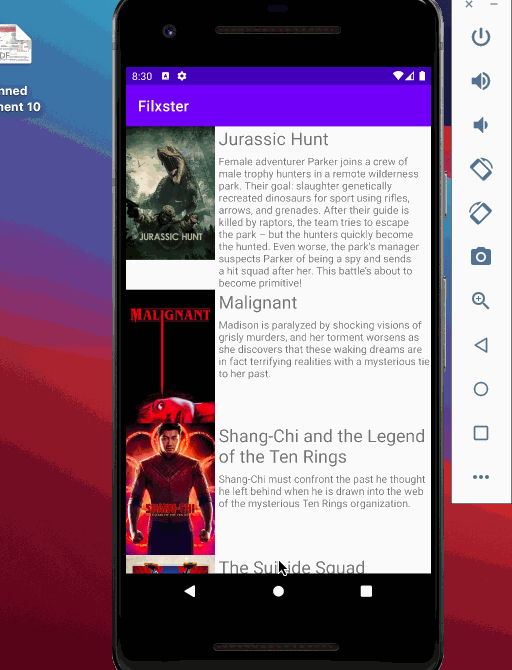 DF
nned
ent 10
8:30
Filxster
Jurassic Hunt
Female adventurer Parker joins a crew of
male trophy hunters in a remote wilderness
park. Their goal: slaughter genetically
recreated dinosaurs for sport using rifles,
arrows, and grenades. After their guide is
killed by raptors, the team tries to escape
the park – but the hunters quickly become
the hunted. Even worse, the park's manager
suspects Parker of being a spy and sends
a hit squad after her. This battle's about to
become primitive!
JURASSIC HUNT
MALIGNANT
Malignant
Madison is paralyzed by shocking visions of
grisly murders, and her torment worsens as
she discovers that these waking dreams are
in fact terrifying realities with a mysterious tie
to her past.
Shang-Chi and the Legend
of the Ten Rings
Shang-Chi must confront the past he thought
he left behind when he is drawn into the web
of the mysterious Ten Rings organization.
SHANG-CHI
The Suicide Squad